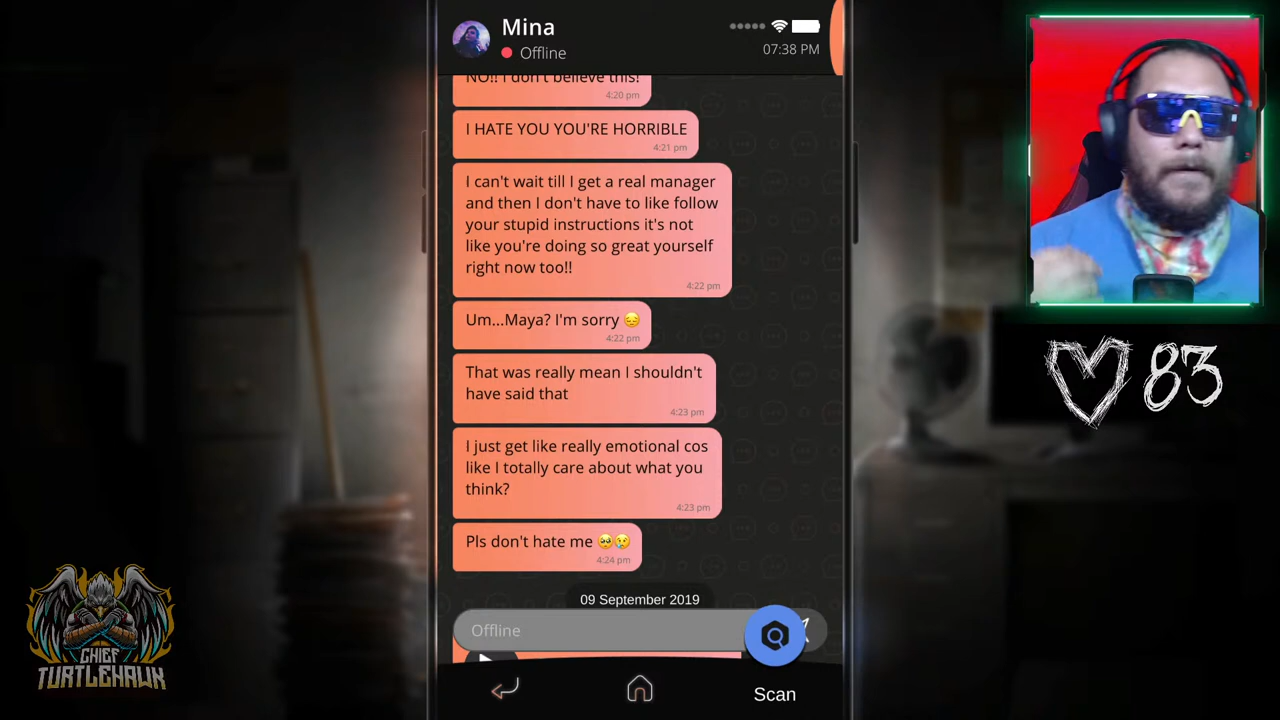 Mina
Offline
07:38 PM
NO!! I don't believe this!
4:20 pm
I HATE YOU YOU'RE HORRIBLE
4:21 pm
I can't wait till I get a real manager
and then I don't have to like follow
your stupid instructions it's not
like you're doing so great yourself
right now too!!
4:22 pm
Um...Maya? I'm sorry 😔
4:22 pm
That was really mean I shouldn't
have said that
4:23 pm
I just get like really emotional cos
like I totally care about what you
think?
4:23 pm
Pls don't hate me 🥺😢
4:24 pm
09 September 2019
Offline
Scan
83
CHIEF
TURTLEHAWK